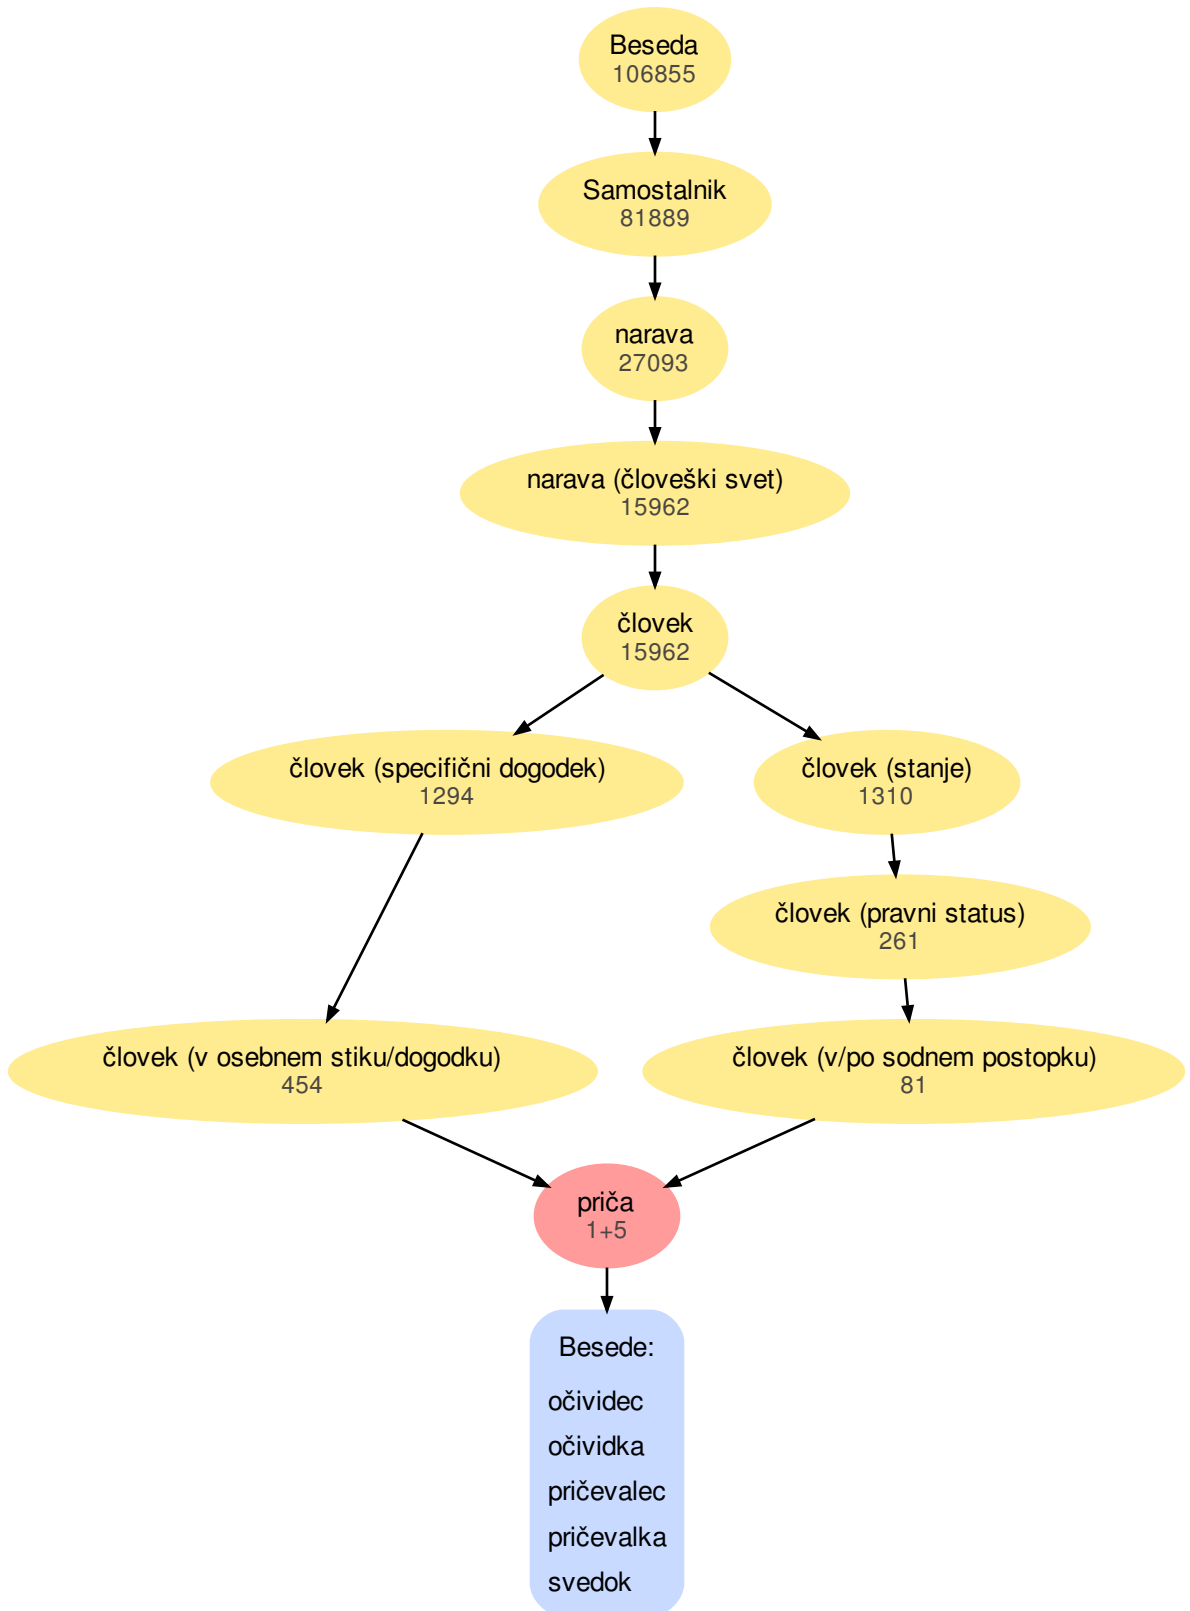 Beseda
106855
Samostalnik
81889
narava
27093
narava (človeški svet)
15962
človek
15962
človek (specifični dogodek)
1294
človek (stanje)
1310
človek (pravni status)
261
človek (v osebnem stiku/dogodku)
454
človek (v/po sodnem postopku)
81
priča
1+5
Besede:
očividec
očividka
pričevalec
pričevalka
svedok